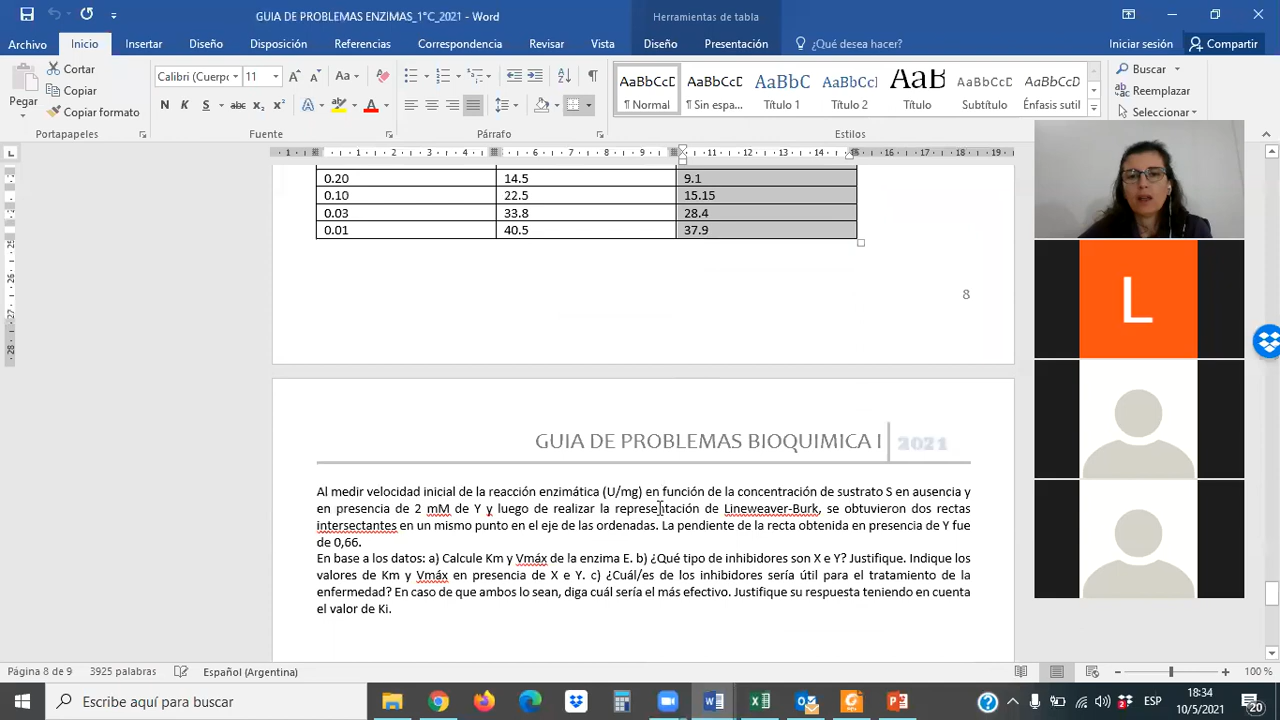 GUIA DE PROBLEMAS ENZIMAS_1°C_2021 - Word
Herramientas de tabla
Archivo Inicio Insertar Diseño Disposición Referencias Correspondencia Revisar Vista Diseño Presentación ¿Qué desea hacer? Iniciar sesión Compartir
Pegar
Cortar
Copiar
Copiar formato
Portapapeles
Calibri (Cuerpo 11
Fuente
Párrafo
AaBbCcD AaBbCcD AaBbC AaBbCc AaB AaBbCcD AaBbCcD
¶ Normal ¶ Sin espa... Título 1 Título 2 Título Subtítulo Énfasis sutil
Estilos
Buscar
Reemplazar
Seleccionar
0.20 14.5 9.1
0.10 22.5 15.15
0.03 33.8 28.4
0.01 40.5 37.9
8
GUIA DE PROBLEMAS BIOQUIMICA I 2021
Al medir velocidad inicial de la reacción enzimática (U/mg) en función de la concentración de sustrato S en ausencia y
en presencia de 2 mM de Y y luego de realizar la representación de Lineweaver-Burk, se obtuvieron dos rectas
intersectantes en un mismo punto en el eje de las ordenadas. La pendiente de la recta obtenida en presencia de Y fue
de 0,66.
En base a los datos: a) Calcule Km y Vmáx de la enzima E. b) ¿Qué tipo de inhibidores son X e Y? Justifique. Indique los
valores de Km y Vmáx en presencia de X e Y. c) ¿Cuál/es de los inhibidores sería útil para el tratamiento de la
enfermedad? En caso de que ambos lo sean, diga cuál sería el más efectivo. Justifique su respuesta teniendo en cuenta
el valor de Ki.
L
Página 8 de 9 3925 palabras Español (Argentina) 100 %
Escribe aquí para buscar
ESP
18:34
10/5/2021
20